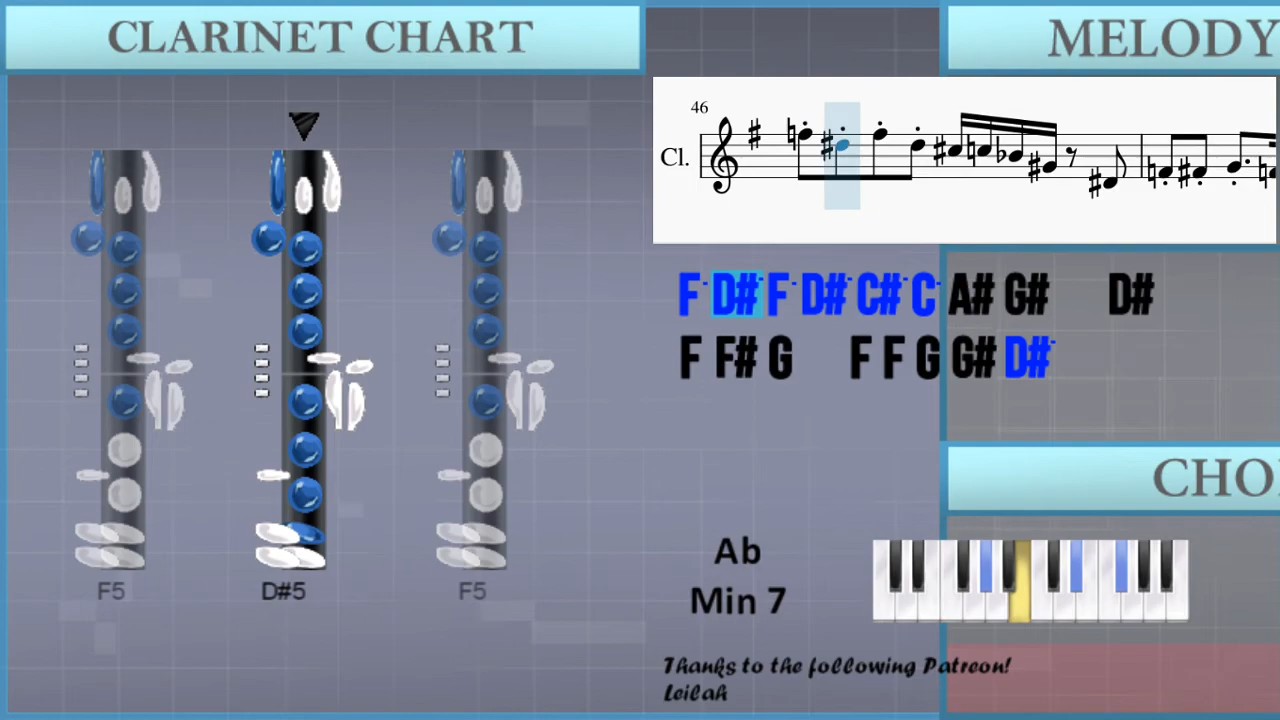 CLARINET CHART
MELODY
46
Cl.
F D# F D# C# C A# G# D#
F F# G F F G G# D#
F5 D#5 F5
CHO
Ab
Min 7
Thanks to the following Patreon!
Leilah